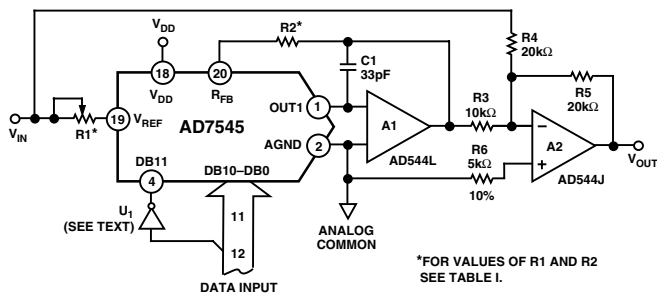 V_DD
R2*
R4
20kΩ
C1
33pF
R5
20kΩ
18
20
V_DD
R_FB
OUT1
1
R3
10kΩ
V_IN
R1*
19
V_REF
AD7545
A1
–
A2
+
V_OUT
AGND
2
AD544L
R6
5kΩ
10%
AD544J
DB11
DB10–DB0
4
U_1
(SEE TEXT)
11
12
ANALOG
COMMON
DATA INPUT
*FOR VALUES OF R1 AND R2
SEE TABLE I.